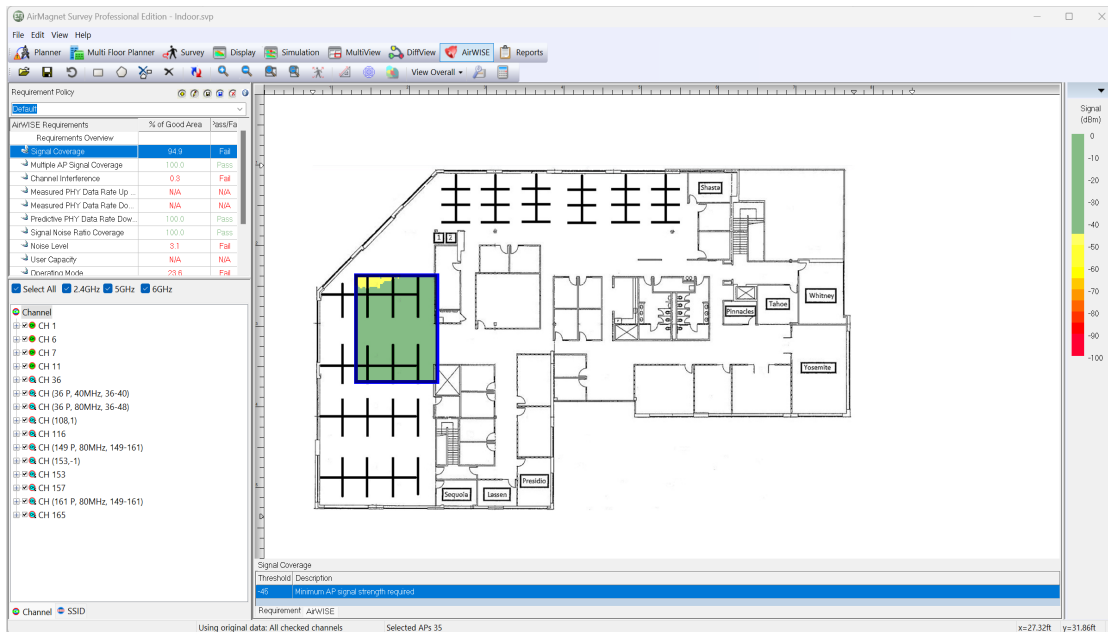 AirMagnet Survey Professional Edition - Indoor.svp
File Edit View Help
Planner Multi Floor Planner Survey Display Simulation MultiView DiffView AirWISE Reports
View Overall
Requirement Policy
Default
AirWISE Requirements % of Good Area Pass/Fa
Requirements Overview
Signal Coverage 94.9 Fail
Multiple AP Signal Coverage 100.0 Pass
Channel Interference 0.3 Fail
Measured PHY Data Rate Up ... N/A N/A
Measured PHY Data Rate Do... N/A N/A
Predictive PHY Data Rate Dow... 100.0 Pass
Signal Noise Ratio Coverage 100.0 Pass
Noise Level 3.1 Fail
User Capacity N/A N/A
Operating Mode 23.6 Fail
Select All 2.4GHz 5GHz 6GHz
Channel
CH 1
CH 6
CH 7
CH 11
CH 36
CH (36 P, 40MHz, 36-40)
CH (36 P, 80MHz, 36-48)
CH (108,1)
CH 116
CH (149 P, 80MHz, 149-161)
CH (153,-1)
CH 153
CH 157
CH (161 P, 80MHz, 149-161)
CH 165
Channel SSID
Shasta
1 2
Whitney
Tahoe
Pinnacles
Yosemite
Presidio
Sequoia Lassen
Signal
(dBm)
0
-10
-20
-30
-40
-50
-60
-70
-80
-90
-100
Signal Coverage
Threshold Description
-45 Minimum AP signal strength required
Requirement AirWISE
Using original data: All checked channels Selected APs 35 x=27.32ft y=31.86ft